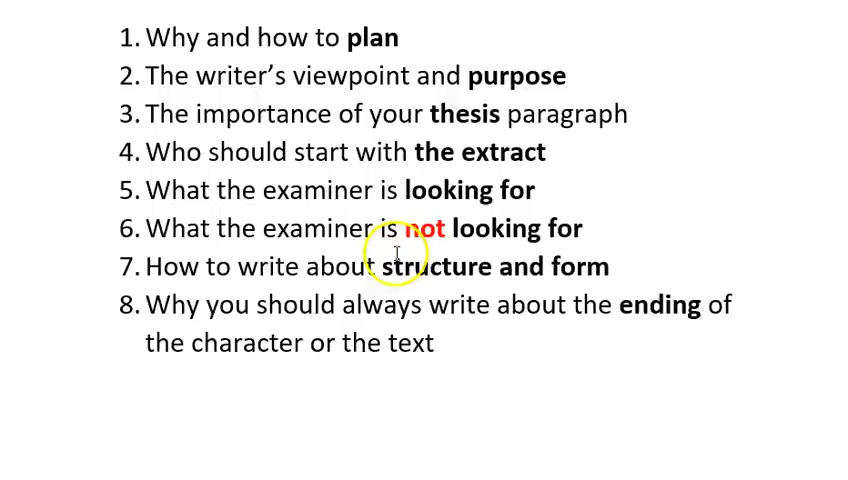 1. Why and how to plan
2. The writer’s viewpoint and purpose
3. The importance of your thesis paragraph
4. Who should start with the extract
5. What the examiner is looking for
6. What the examiner is not looking for
7. How to write about structure and form
8. Why you should always write about the ending of
the character or the text